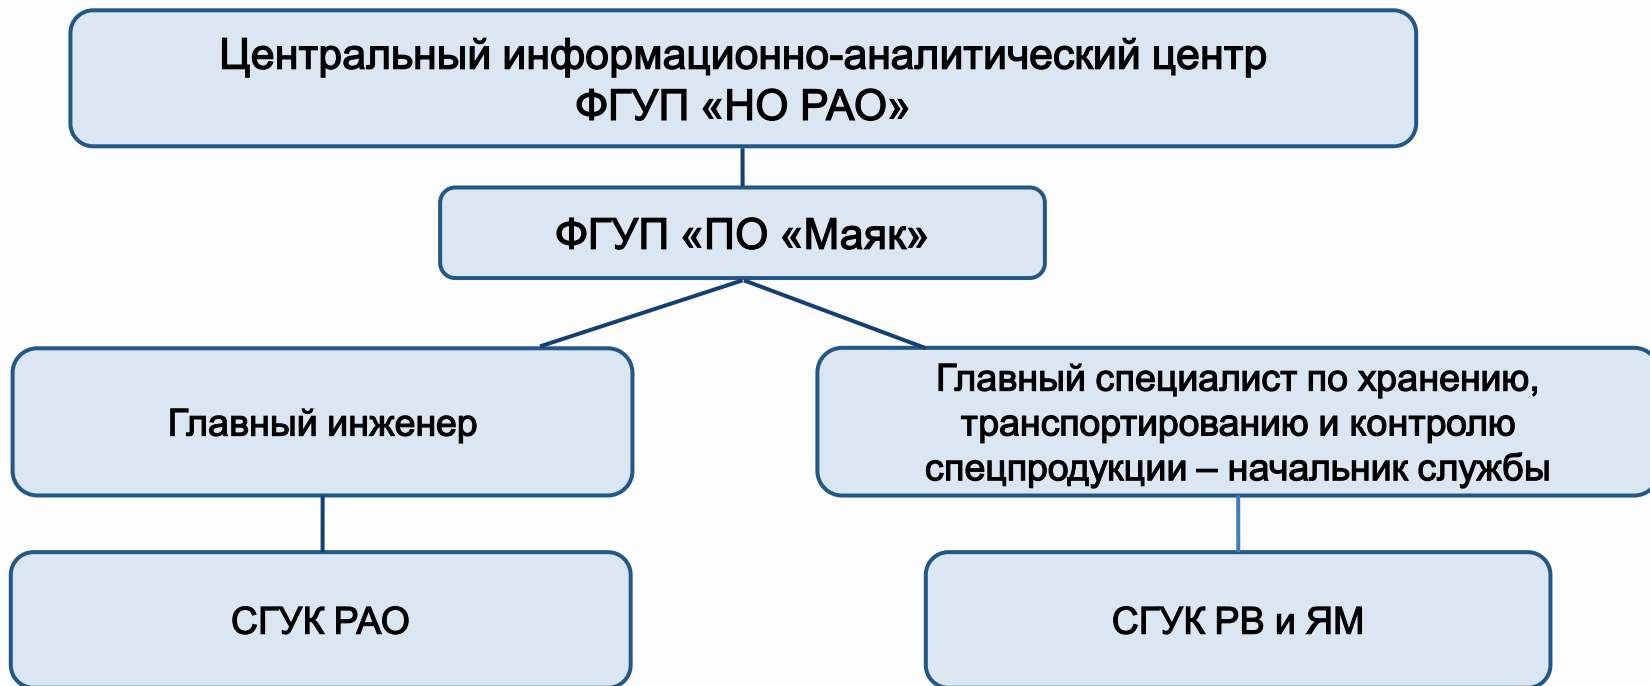 Центральный информационно-аналитический центр
ФГУП «НО РАО»
ФГУП «ПО «Маяк»
Главный инженер
Главный специалист по хранению,
транспортированию и контролю
спецпродукции – начальник службы
СГУК РАО
СГУК РВ и ЯМ